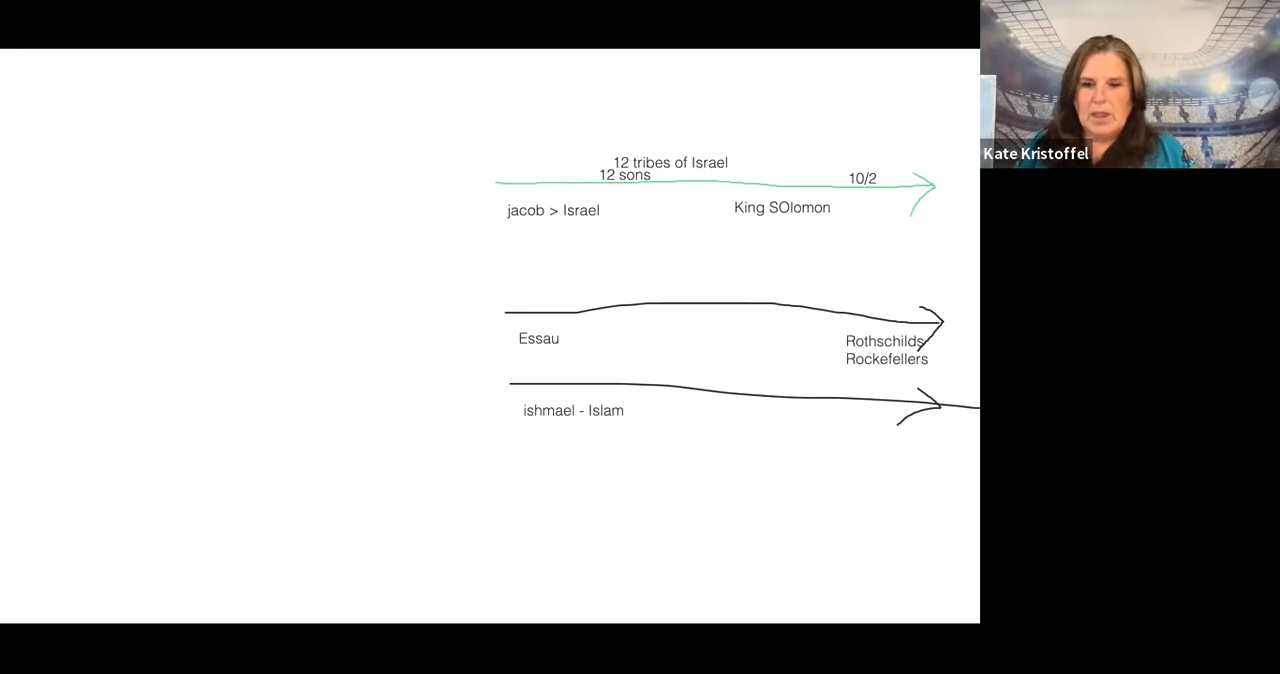 12 tribes of Israel
12 sons
10/2
jacob > Israel
King SOlomon
Essau
Rothschilds
Rockefellers
ishmael - Islam
Kate Kristoffel